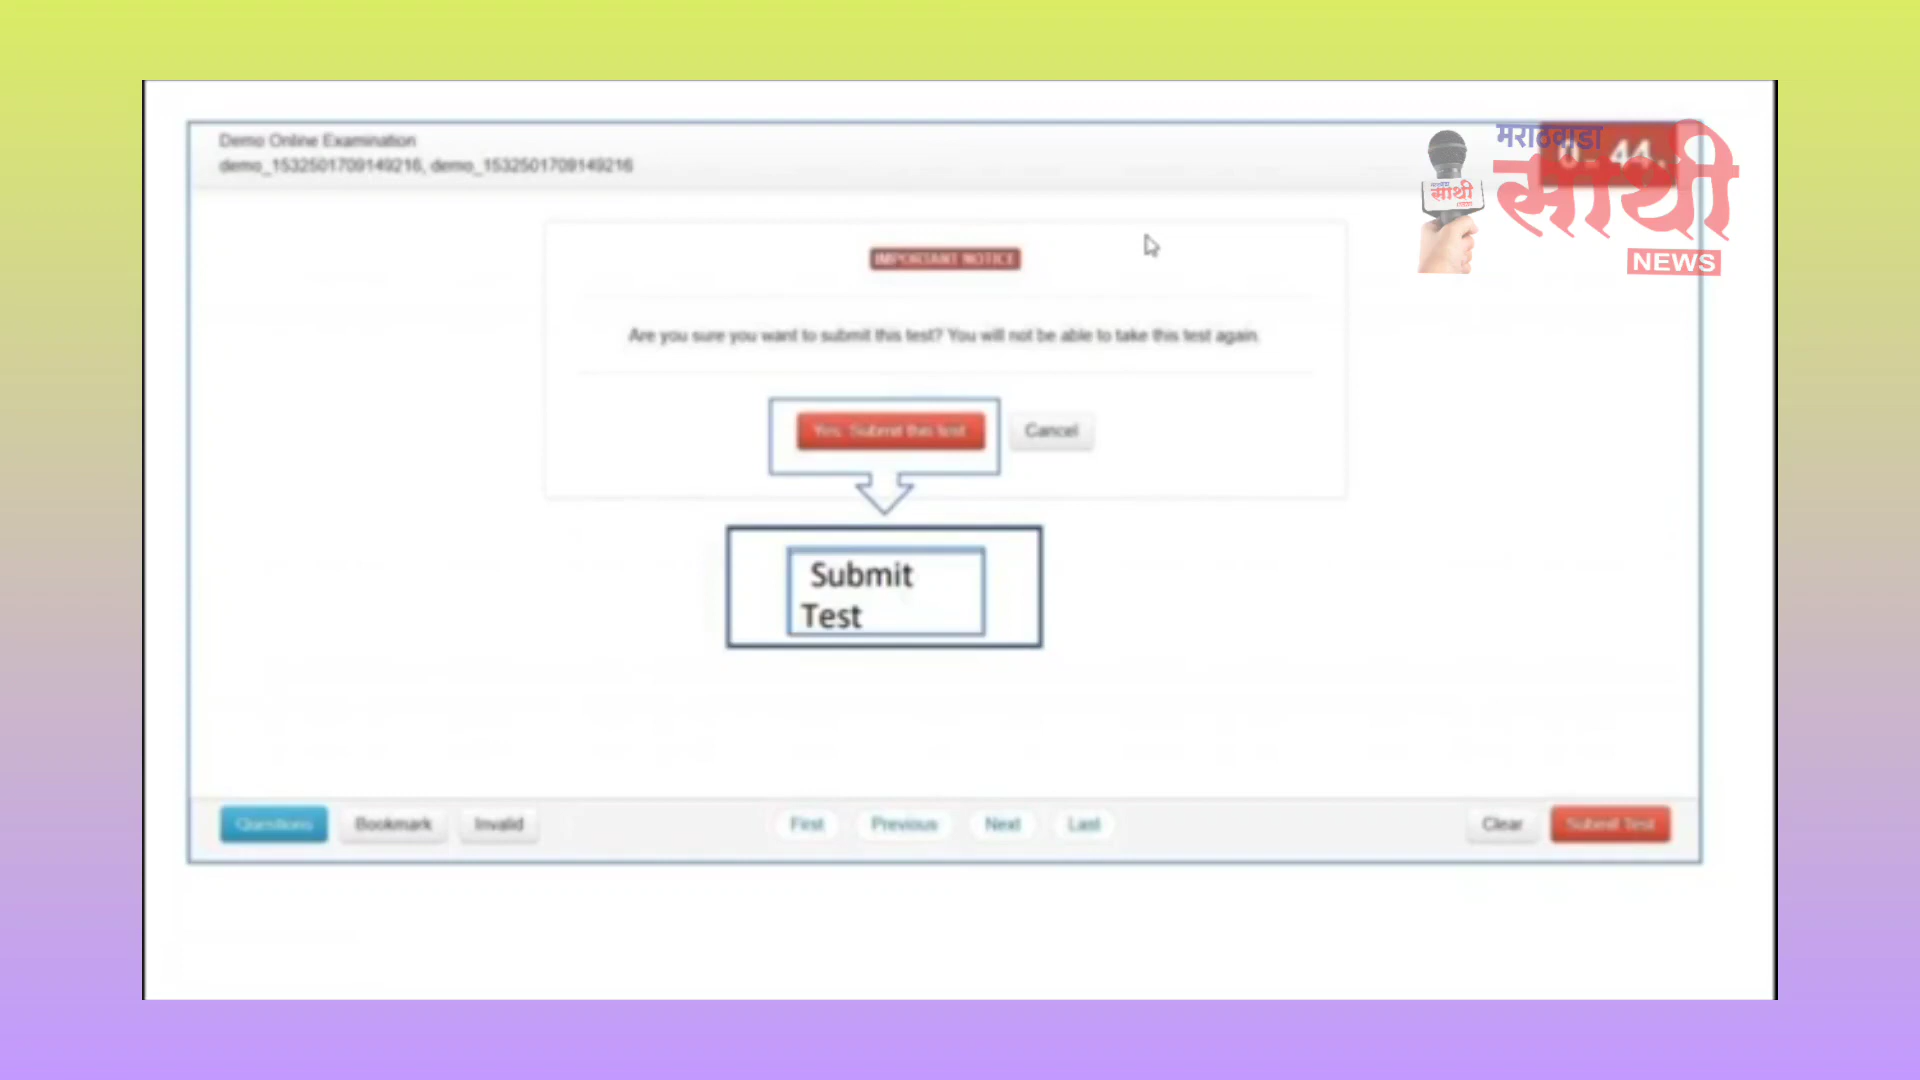 Demo Online Examination
demo_1532501709149216, demo_1532501709149216
मराठवाडा
साथी
NEWS
साथी
IMPORTANT NOTICE
Are you sure you want to submit this test? You will not be able to take this test again.
Yes, Submit this test
Cancel
Submit
Test
Questions
Bookmark
Invalid
First
Previous
Next
Last
Clear
Submit Test